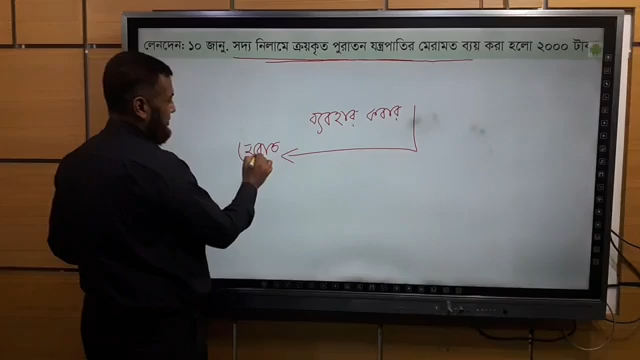 লেনদেন: ১০ জানু. সদ্য নিলামে ক্রয়কৃত পুরাতন যন্ত্রপাতির মেরামত ব্যয় করা হলো ২০০০ টাকা
ব্যবহার করার